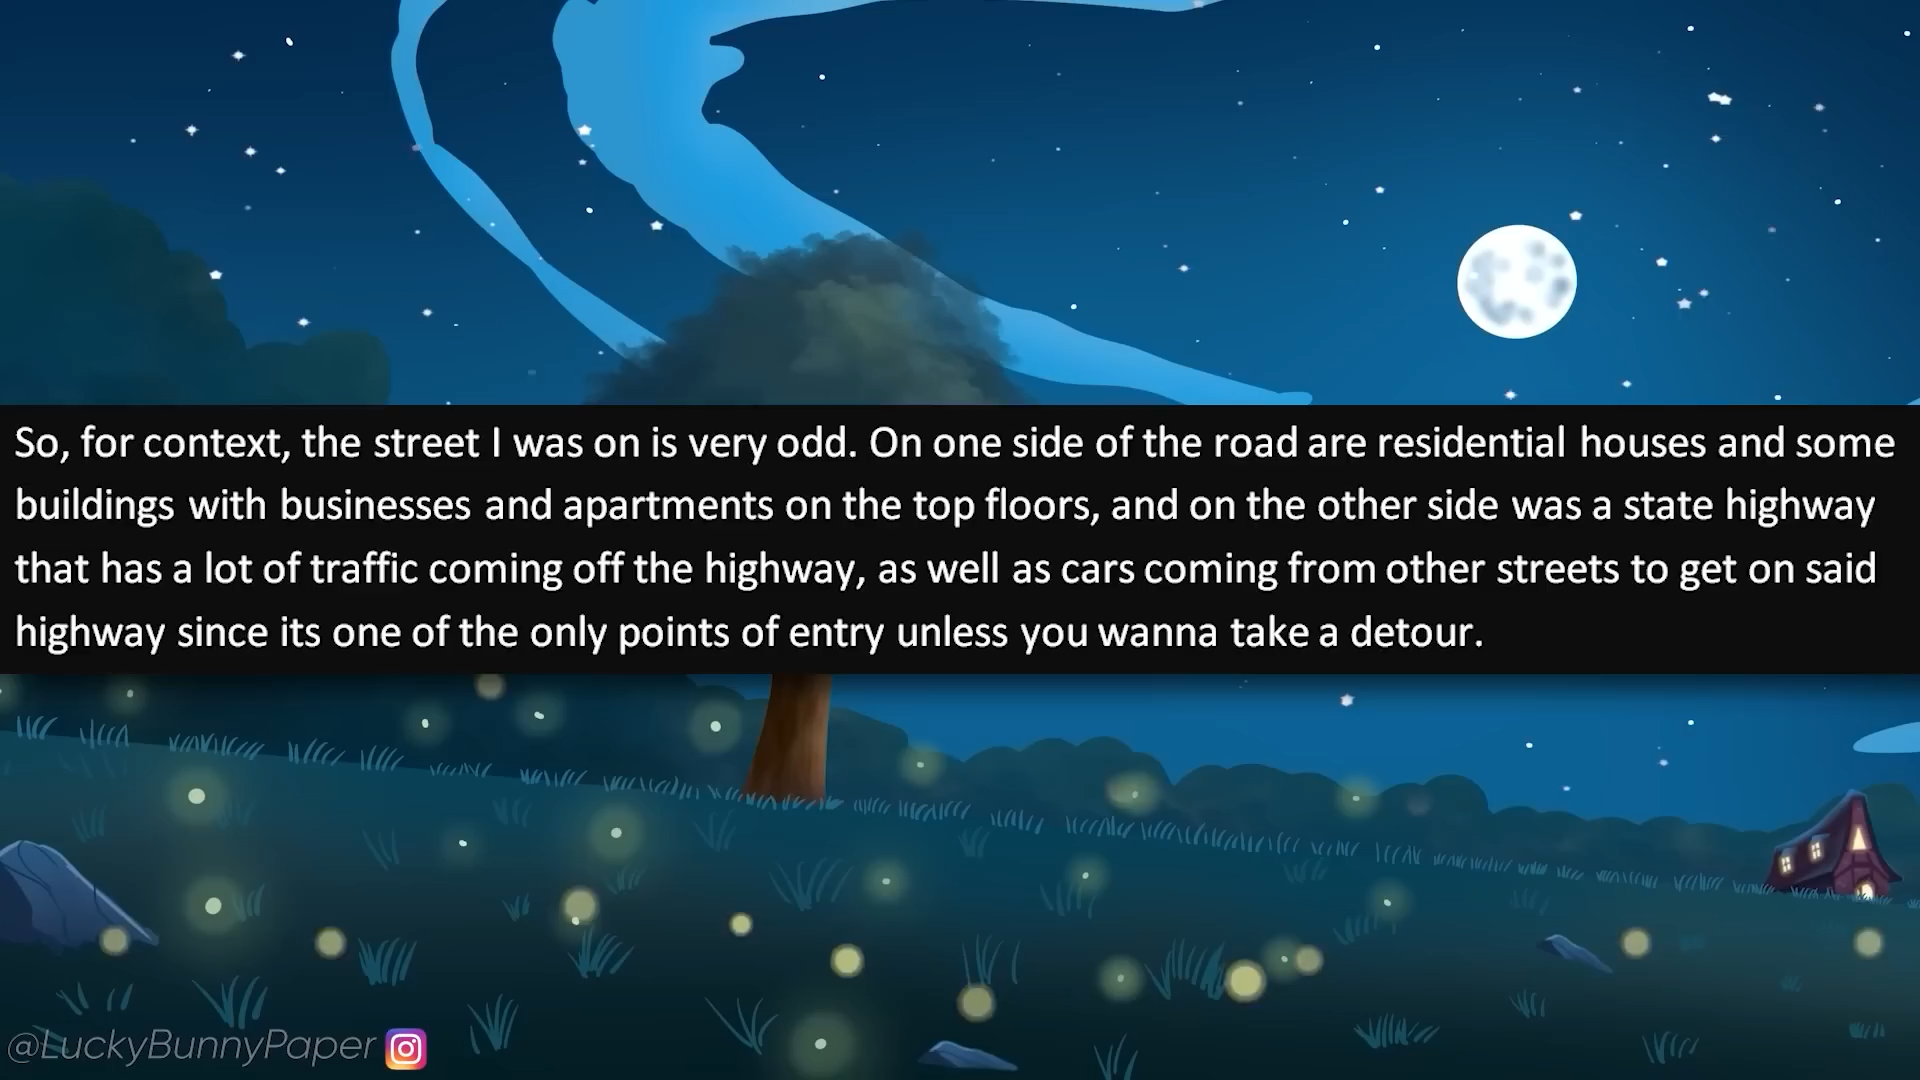 So, for context, the street I was on is very odd. On one side of the road are residential houses and some
buildings with businesses and apartments on the top floors, and on the other side was a state highway
that has a lot of traffic coming off the highway, as well as cars coming from other streets to get on said
highway since its one of the only points of entry unless you wanna take a detour.
@LuckyBunnyPaper